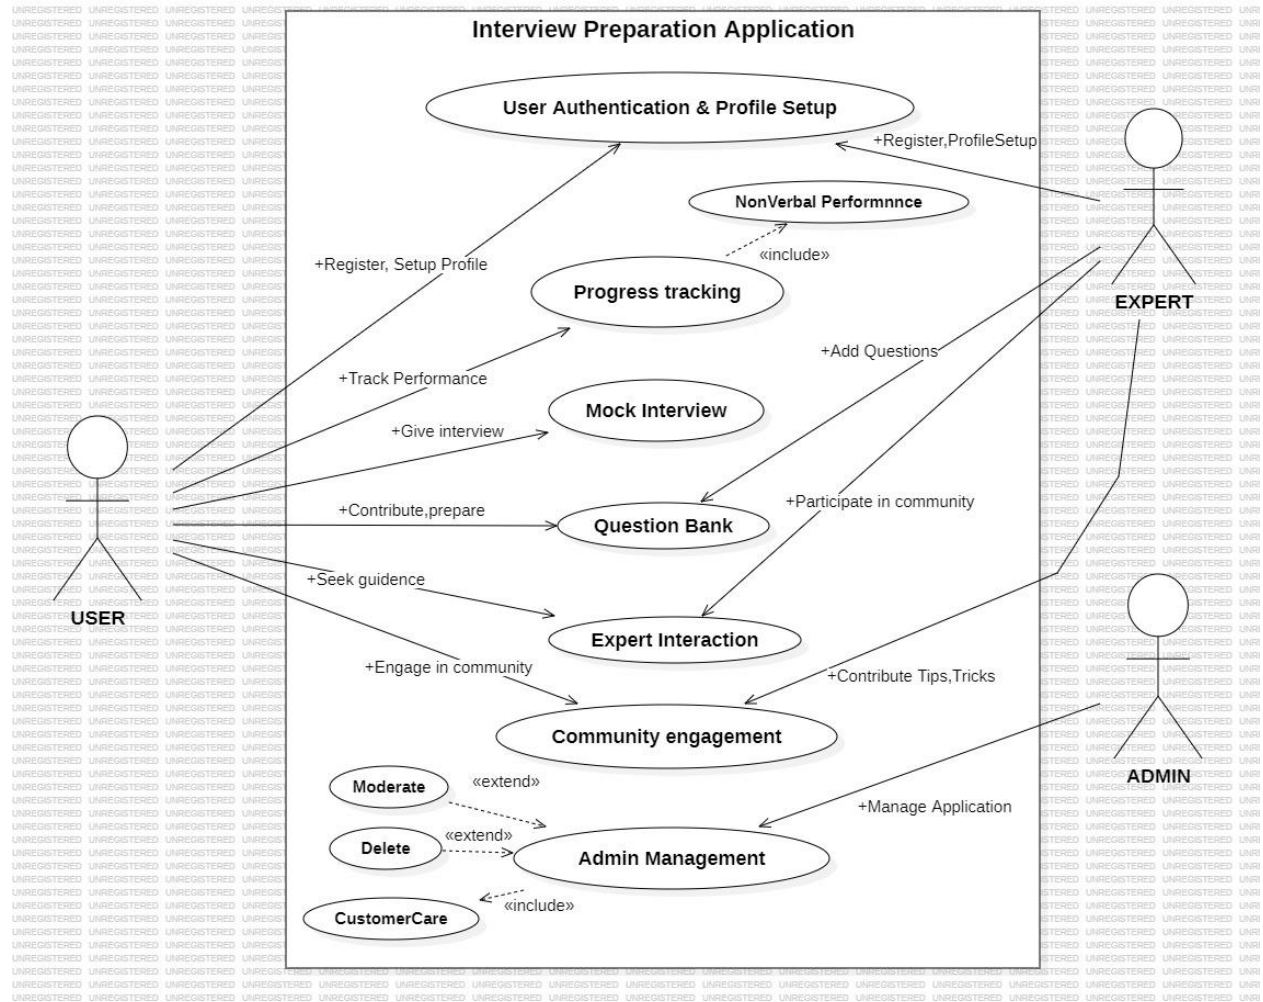 Interview Preparation Application
User Authentication & Profile Setup
+Register,ProfileSetup
NonVerbal Performnnce
«include»
+Register, Setup Profile
Progress tracking
EXPERT
+Add Questions
+Track Performance
Mock Interview
+Give interview
+Participate in community
+Contribute,prepare
Question Bank
+Seek guidence
USER
Expert Interaction
+Engage in community
+Contribute Tips,Tricks
Community engagement
ADMIN
«extend»
Moderate
+Manage Application
«extend»
Delete
Admin Management
«include»
CustomerCare
UNREGISTERED